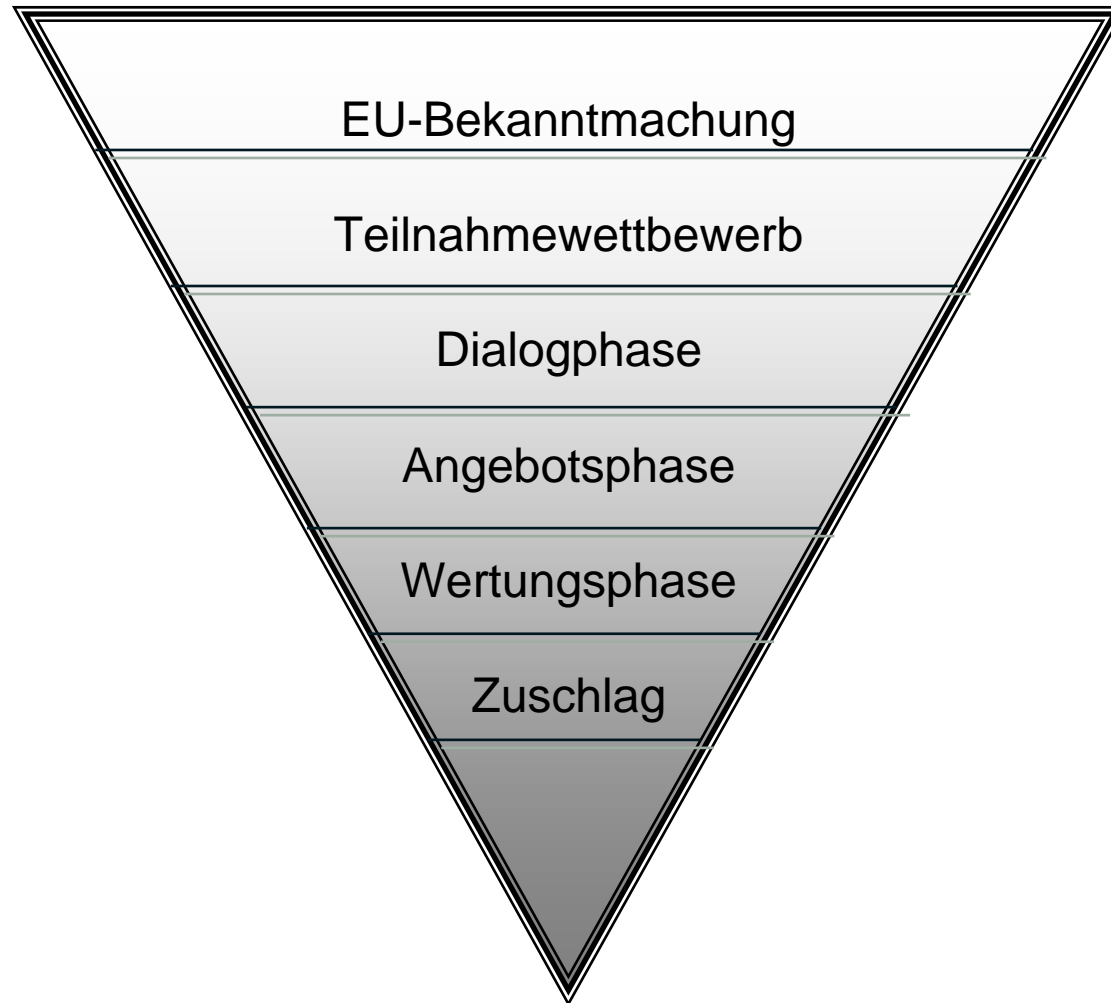 EU-Bekanntmachung
Teilnahmewettbewerb
Dialogphase
Angebotsphase
Wertungsphase
Zuschlag